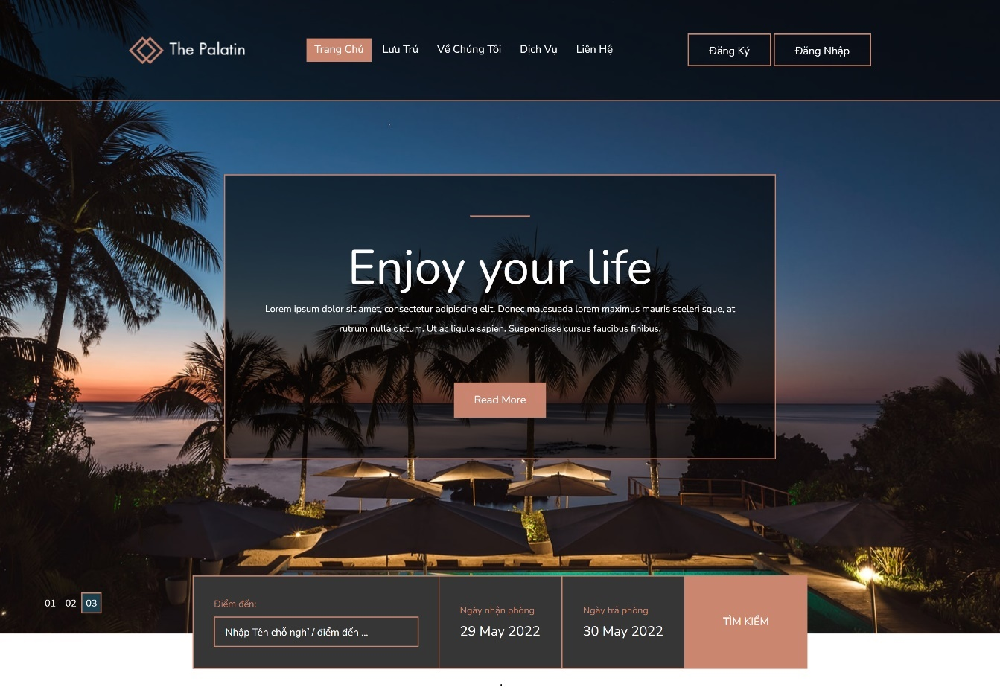 The Palatin
Trang Chủ
Lưu Trú
Về Chúng Tôi
Dịch Vụ
Liên Hệ
Đăng Ký
Đăng Nhập
Enjoy your life
Lorem ipsum dolor sit amet, consectetur adipiscing elit. Donec malesuada lorem maximus mauris sceleri sque, at
rutrum nulla dictum. Ut ac ligula sapien. Suspendisse cursus faucibus finibus.
Read More
01
02
03
Điểm đến:
Nhập Tên chỗ nghỉ / điểm đến ...
Ngày nhận phòng
29 May 2022
Ngày trả phòng
30 May 2022
TÌM KIẾM
.